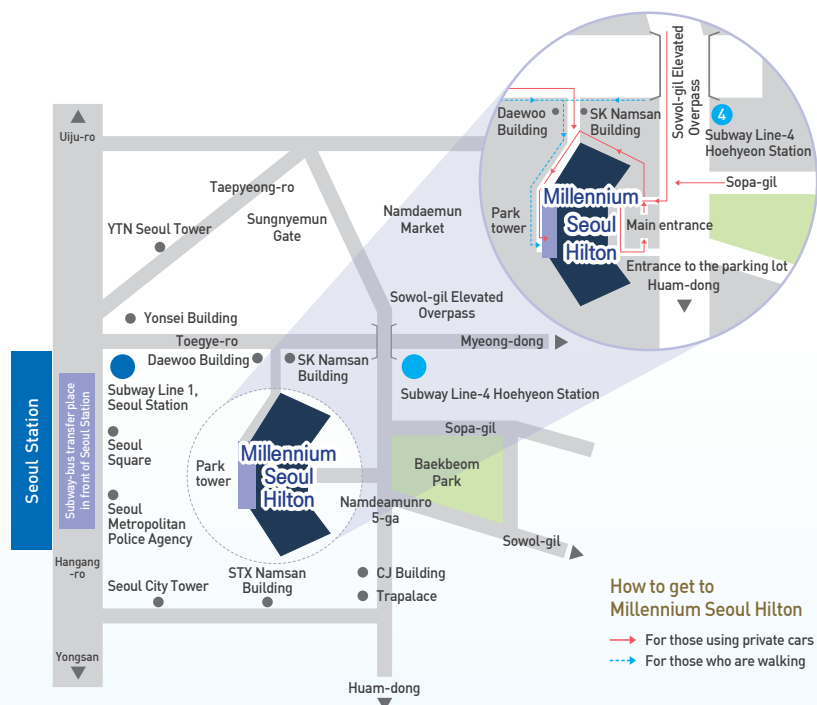 Uiju-ro
Taepyeong-ro
Sungnyemun
Gate
Namdaemun
Market
YTN Seoul Tower
Yonsei Building
Sowol-gil Elevated
Overpass
Toegye-ro
Myeong-dong
Daewoo Building
SK Namsan
Building
Subway Line 1,
Seoul Station
Subway Line-4 Hoehyeon Station
Seoul Station
Subway-bus transfer place
in front of Seoul Station
Seoul
Square
Park
tower
Millennium
Seoul
Hilton
Sopa-gil
Baekbeom
Park
Seoul
Metropolitan
Police Agency
Namdeamunro
5-ga
Sowol-gil
Hangang
-ro
Seoul City Tower
STX Namsan
Building
CJ Building
Trapalace
Yongsan
Huam-dong
Daewoo
Building
SK Namsan
Building
Sowol-gil Elevated
Overpass
4
Subway Line-4
Hoehyeon Station
Sopa-gil
Park
tower
Millennium
Seoul
Hilton
Main entrance
Entrance to the parking lot
Huam-dong
How to get to
Millennium Seoul Hilton
For those using private cars
For those who are walking